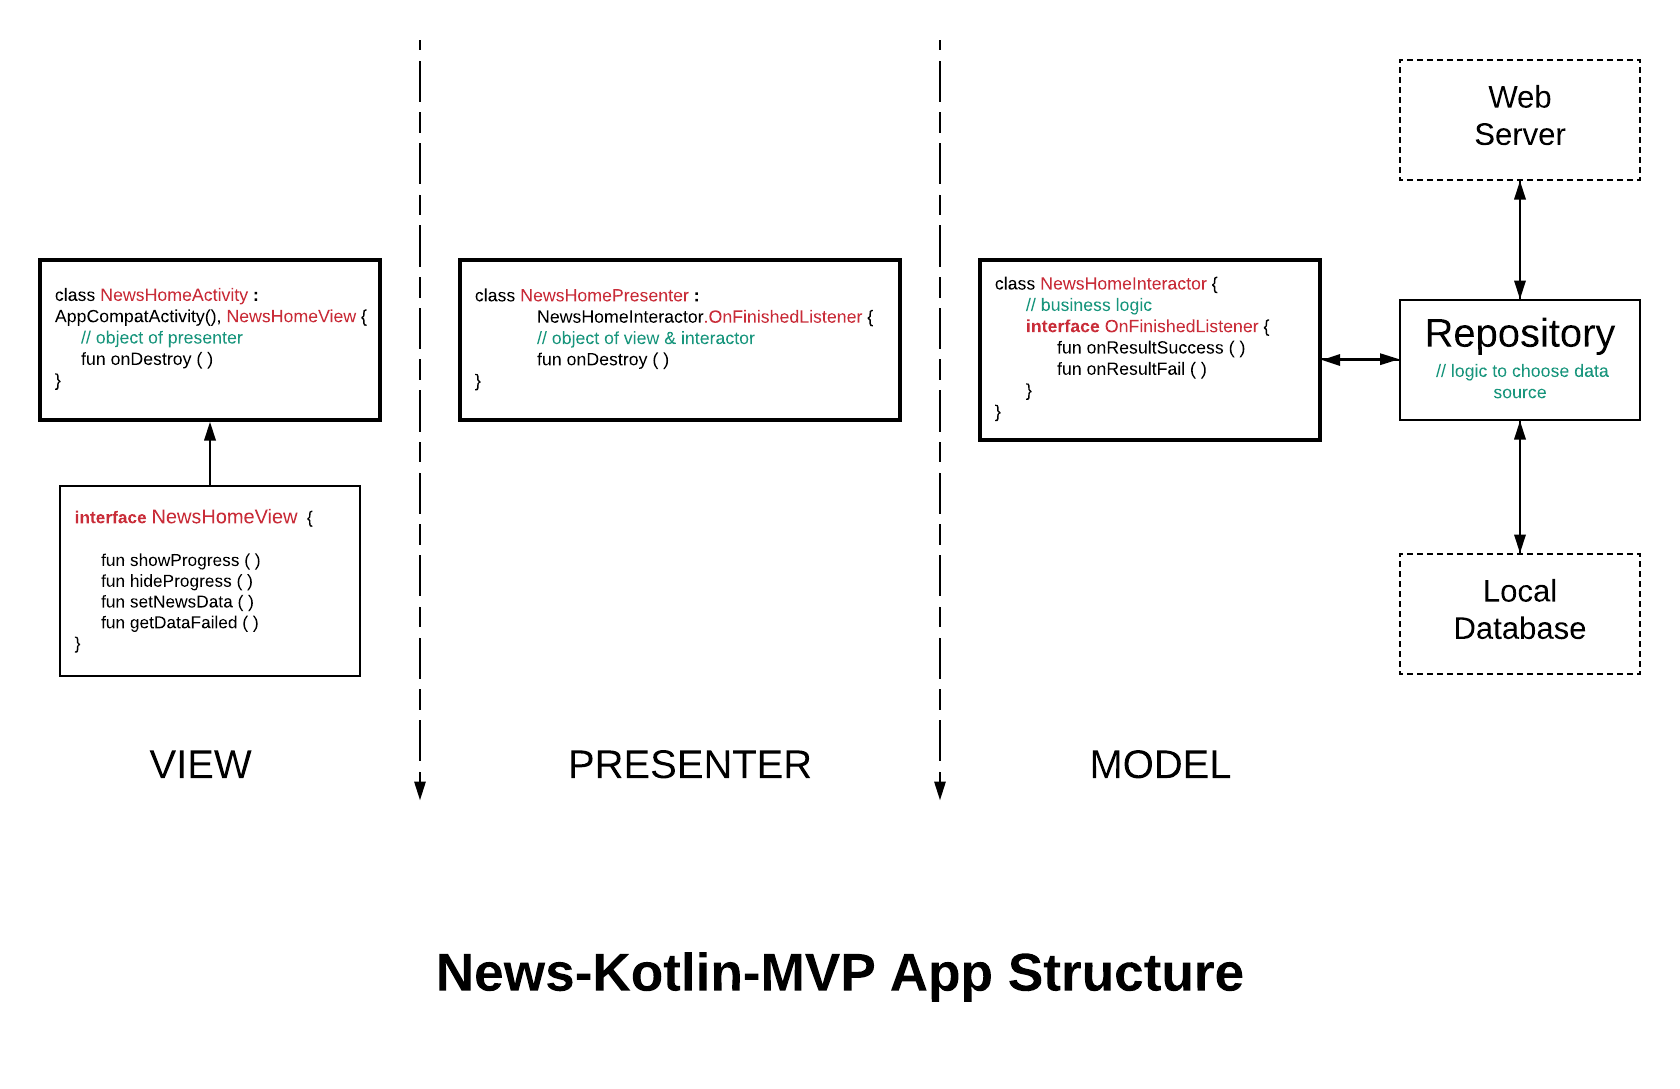 class NewsHomeActivity :
AppCompatActivity(), NewsHomeView {
// object of presenter
fun onDestroy ( )
}
interface NewsHomeView {
fun showProgress ( )
fun hideProgress ( )
fun setNewsData ( )
fun getDataFailed ( )
}
VIEW
class NewsHomePresenter :
NewsHomeInteractor.OnFinishedListener {
// object of view & interactor
fun onDestroy ( )
}
PRESENTER
class NewsHomeInteractor {
// business logic
interface OnFinishedListener {
fun onResultSuccess ( )
fun onResultFail ( )
}
}
MODEL
Web
Server
Repository
// logic to choose data
source
Local
Database
News-Kotlin-MVP App Structure